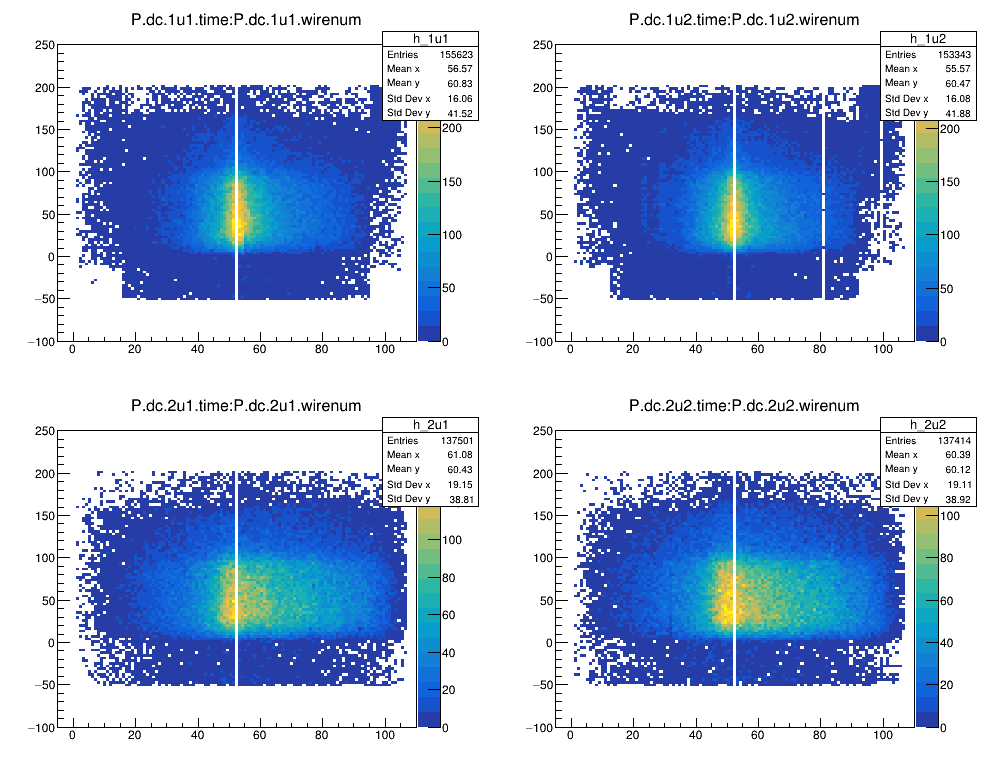 P.dc.1u1.time:P.dc.1u1.wirenum
h_1u1
Entries 155623
Mean x 56.57
Mean y 60.83
Std Dev x 16.06
Std Dev y 41.52
250
200
150
100
50
0
−50
−100
0 20 40 60 80 100
200
150
100
50
0
P.dc.1u2.time:P.dc.1u2.wirenum
h_1u2
Entries 153343
Mean x 55.57
Mean y 60.47
Std Dev x 16.08
Std Dev y 41.88
250
200
150
100
50
0
−50
−100
0 20 40 60 80 100
200
150
100
50
0
P.dc.2u1.time:P.dc.2u1.wirenum
h_2u1
Entries 137501
Mean x 61.08
Mean y 60.43
Std Dev x 19.15
Std Dev y 38.81
250
200
150
100
50
0
−50
−100
0 20 40 60 80 100
100
80
60
40
20
0
P.dc.2u2.time:P.dc.2u2.wirenum
h_2u2
Entries 137414
Mean x 60.39
Mean y 60.12
Std Dev x 19.11
Std Dev y 38.92
250
200
150
100
50
0
−50
−100
0 20 40 60 80 100
100
80
60
40
20
0